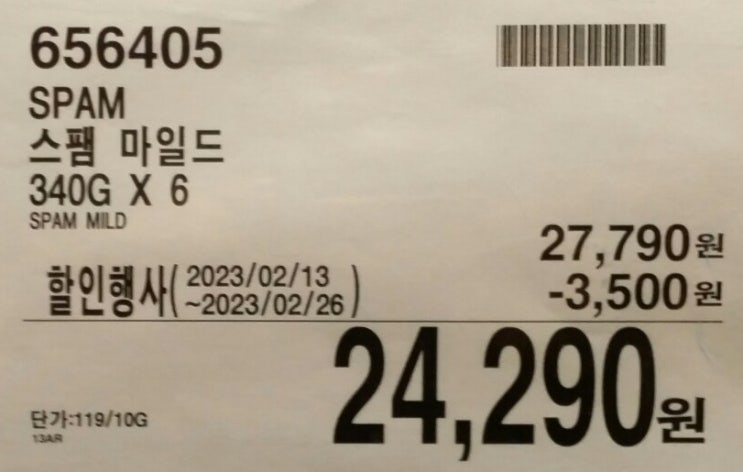 656405
SPAM
스팸 마일드
340G X 6
SPAM MILD
27,790원
할인행사( 2023/02/13
~2023/02/26 )
-3,500원
24,290원
단가:119/10G
13AR